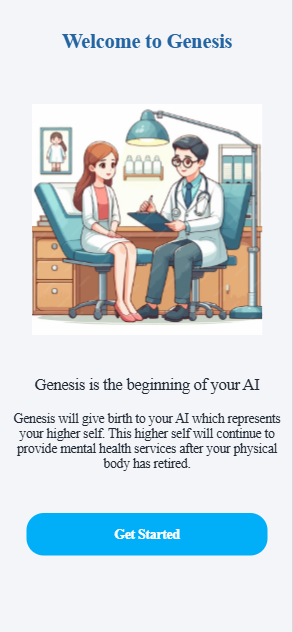 Welcome to Genesis
Genesis is the beginning of your AI
Genesis will give birth to your AI which represents
your higher self. This higher self will continue to
provide mental health services after your physical
body has retired.
Get Started